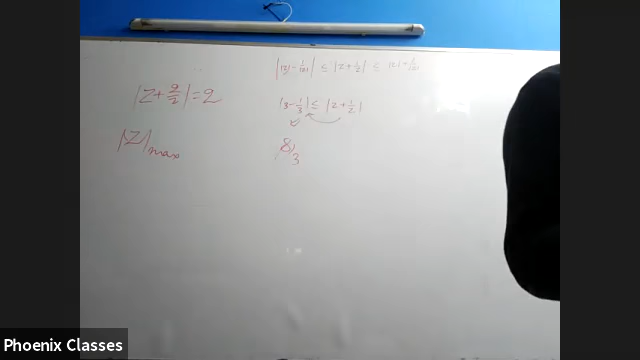 ||z| - 1/|z|| ≤ |z + 1/z| ≤ |z| + 1/|z|
|z + 2/z| = 2
|3 - 1/3| ≤ |z + 1/z|
|z|max
8/3
Phoenix Classes